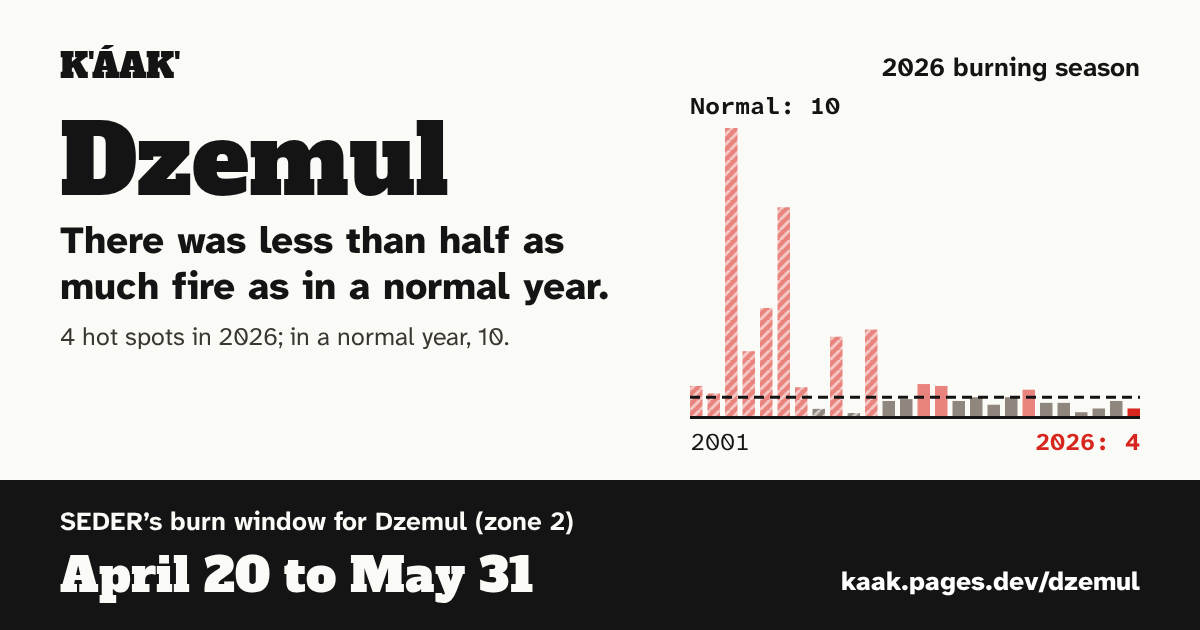 K'ÁAK'
2026 burning season
Dzemul
There was less than half as
much fire as in a normal year.
4 hot spots in 2026; in a normal year, 10.
Normal: 10
2001
2026: 4
SEDER’s burn window for Dzemul (zone 2)
April 20 to May 31
kaak.pages.dev/dzemul